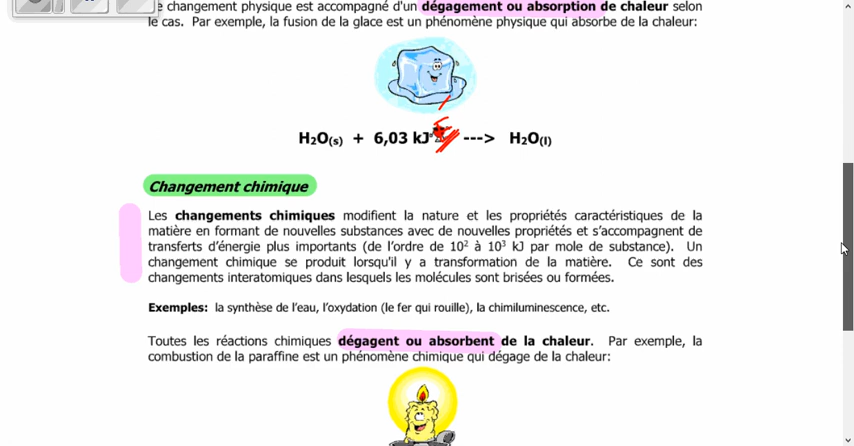 changement physique est accompagné d'un dégagement ou absorption de chaleur selon
le cas. Par exemple, la fusion de la glace est un phénomène physique qui absorbe de la chaleur:
H₂O(s) + 6,03 kJ ---> H₂O(l)
Changement chimique
Les changements chimiques modifient la nature et les propriétés caractéristiques de la
matière en formant de nouvelles substances avec de nouvelles propriétés et s'accompagnent de
transferts d'énergie plus importants (de l'ordre de 10² à 10³ kJ par mole de substance). Un
changement chimique se produit lorsqu'il y a transformation de la matière. Ce sont des
changements interatomiques dans lesquels les molécules sont brisées ou formées.
Exemples: la synthèse de l'eau, l'oxydation (le fer qui rouille), la chimiluminescence, etc.
Toutes les réactions chimiques dégagent ou absorbent de la chaleur. Par exemple, la
combustion de la paraffine est un phénomène chimique qui dégage de la chaleur: